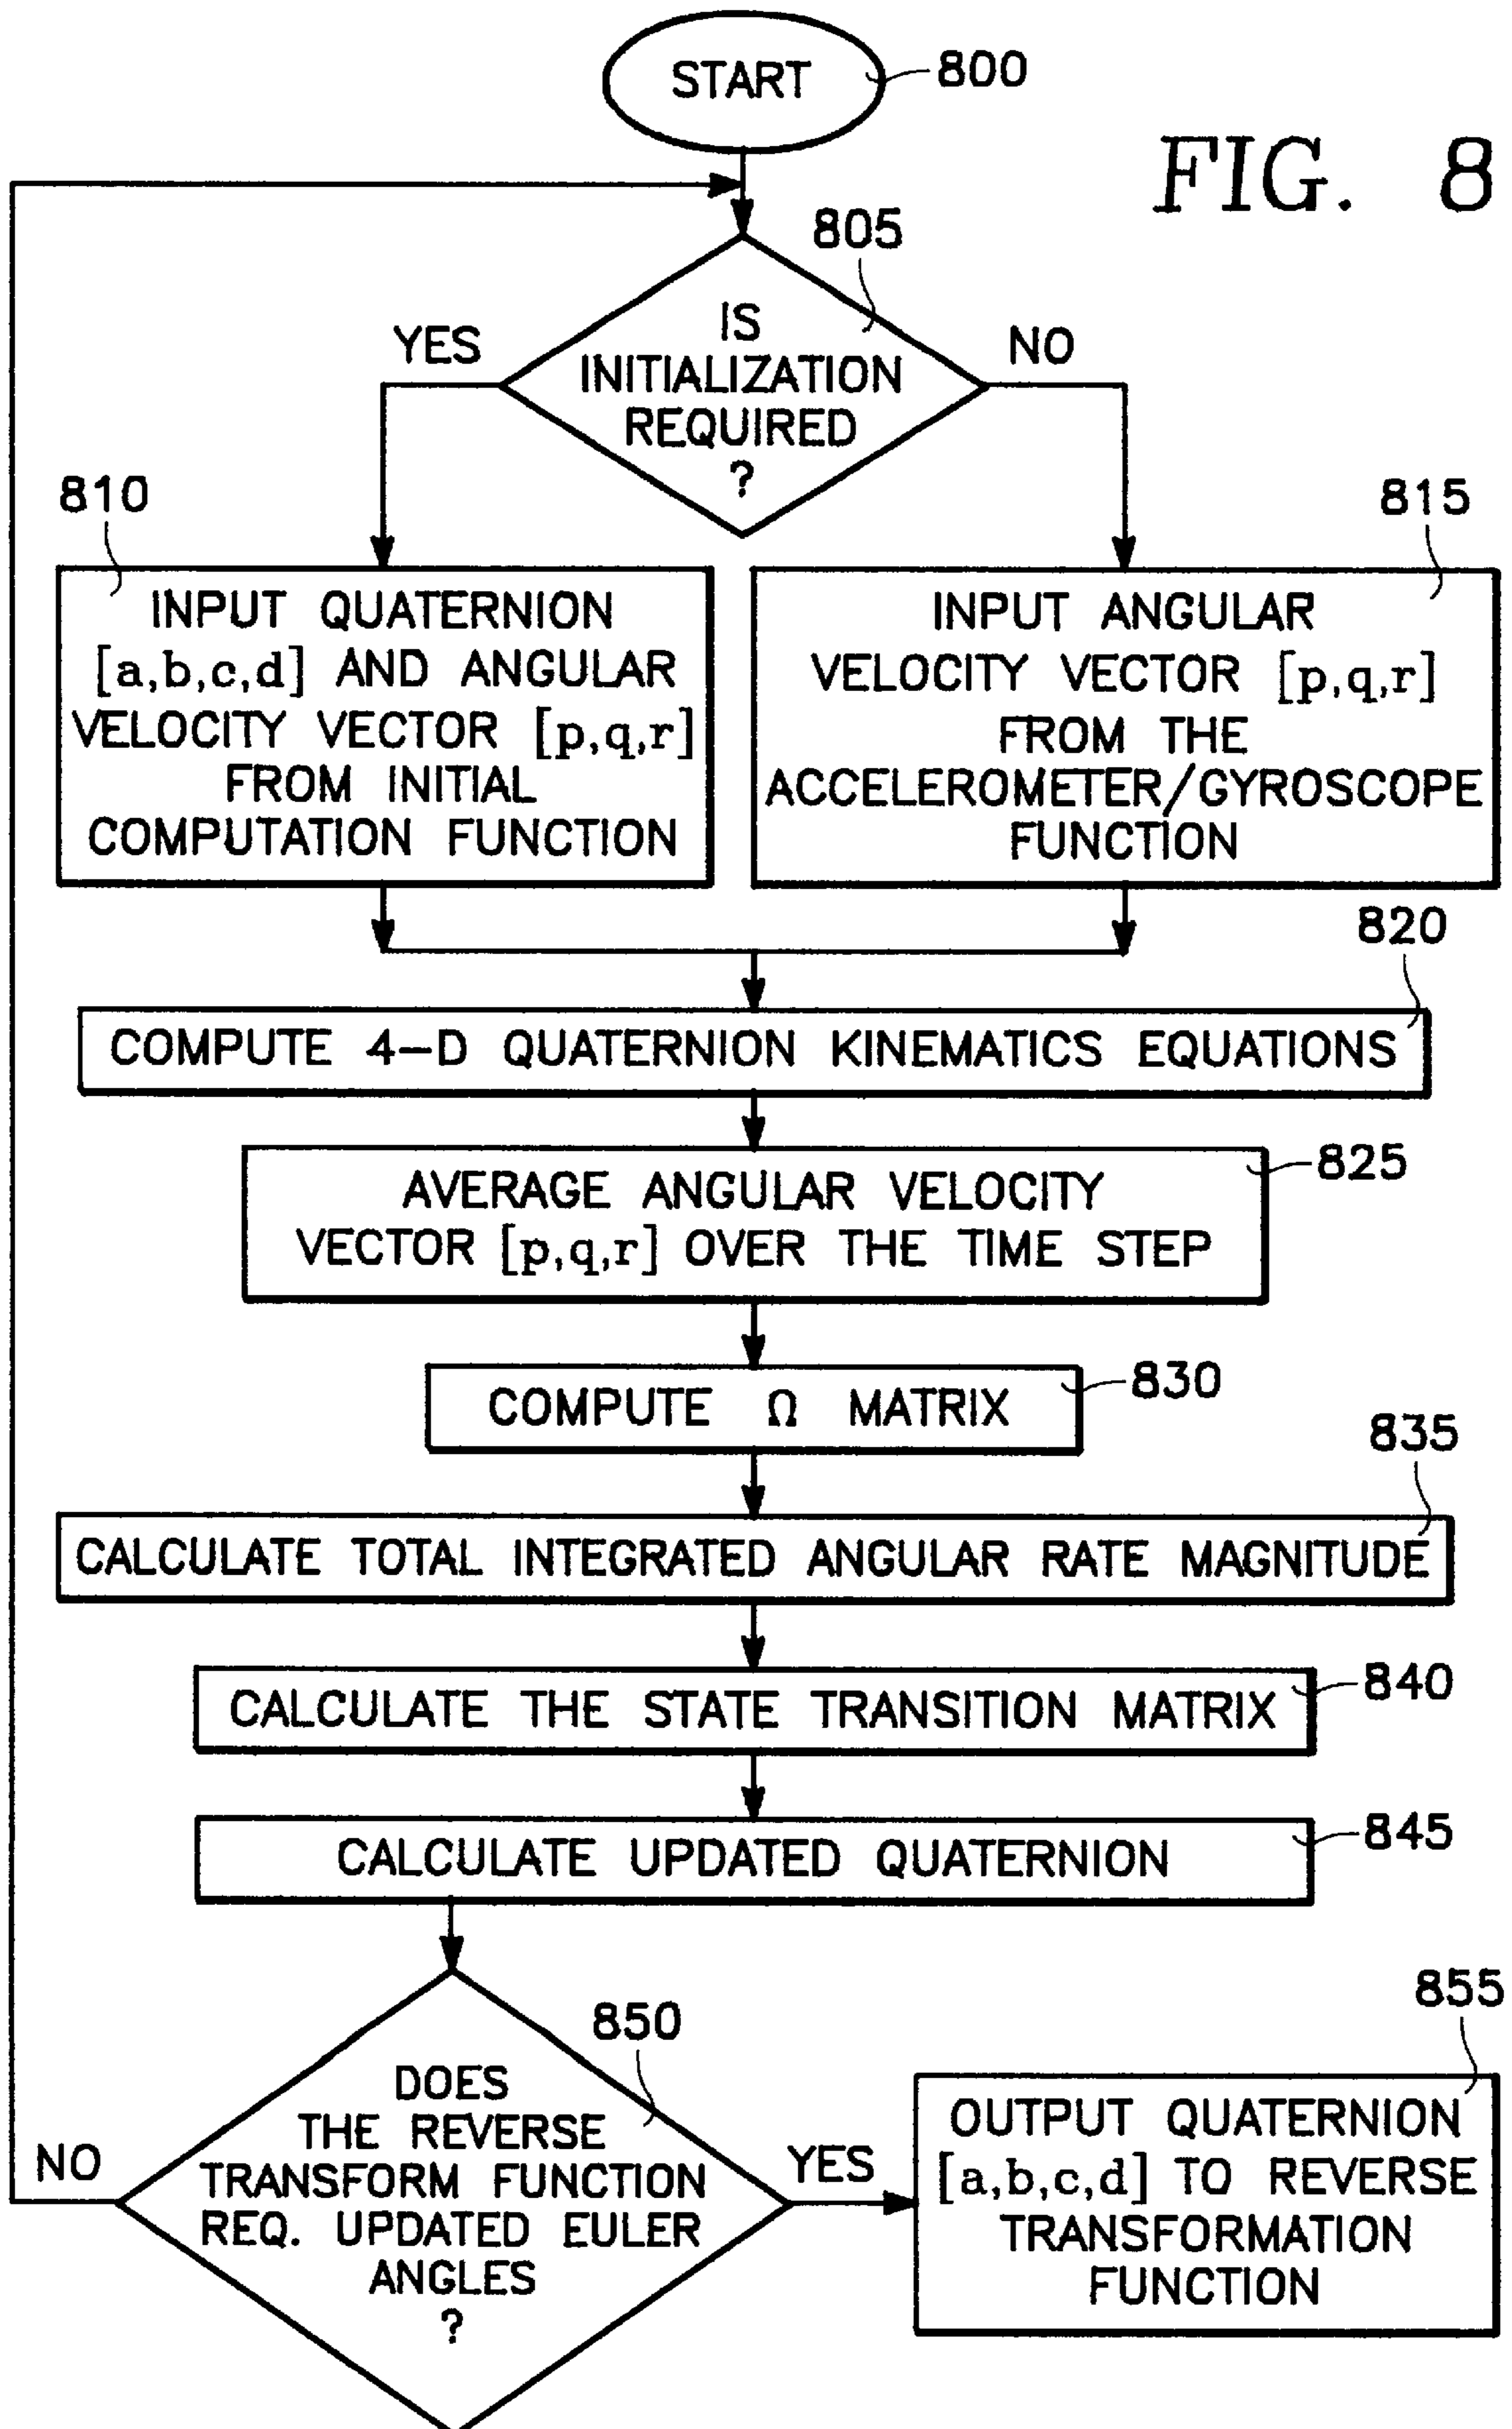 START
800
FIG. 8
805
IS
INITIALIZATION
REQUIRED
?
YES
NO
810
INPUT QUATERNION
[a,b,c,d] AND ANGULAR
VELOCITY VECTOR [p,q,r]
FROM INITIAL
COMPUTATION FUNCTION
815
INPUT ANGULAR
VELOCITY VECTOR [p,q,r]
FROM THE
ACCELEROMETER/GYROSCOPE
FUNCTION
820
COMPUTE 4-D QUATERNION KINEMATICS EQUATIONS
825
AVERAGE ANGULAR VELOCITY
VECTOR [p,q,r] OVER THE TIME STEP
830
COMPUTE Ω MATRIX
835
CALCULATE TOTAL INTEGRATED ANGULAR RATE MAGNITUDE
840
CALCULATE THE STATE TRANSITION MATRIX
845
CALCULATE UPDATED QUATERNION
850
DOES
THE REVERSE
TRANSFORM FUNCTION
REQ. UPDATED EULER
ANGLES
?
NO
YES
855
OUTPUT QUATERNION
[a,b,c,d] TO REVERSE
TRANSFORMATION
FUNCTION